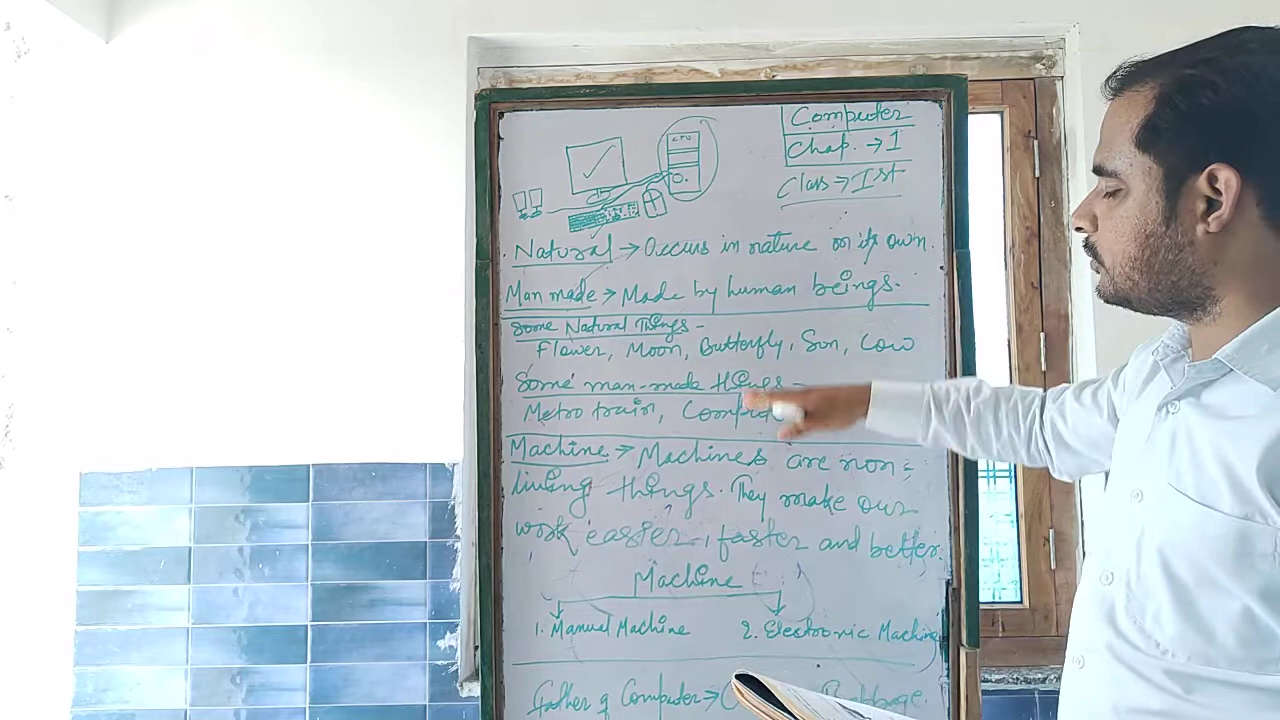 Computer
Chap. → 1
Class → Ist
CPU
Natural → Occurs in nature on its own.
Man made → Made by human beings.
Some Natural Things -
Flower, Moon, Butterfly, Sun, Cow
Some man-made things -
Metro train,
Machine → Machines are non-
living things. They make our
work easier, faster and better.
Machine
1. Manual Machine 2. Electronic Machine
Father of Computer → Babbage.